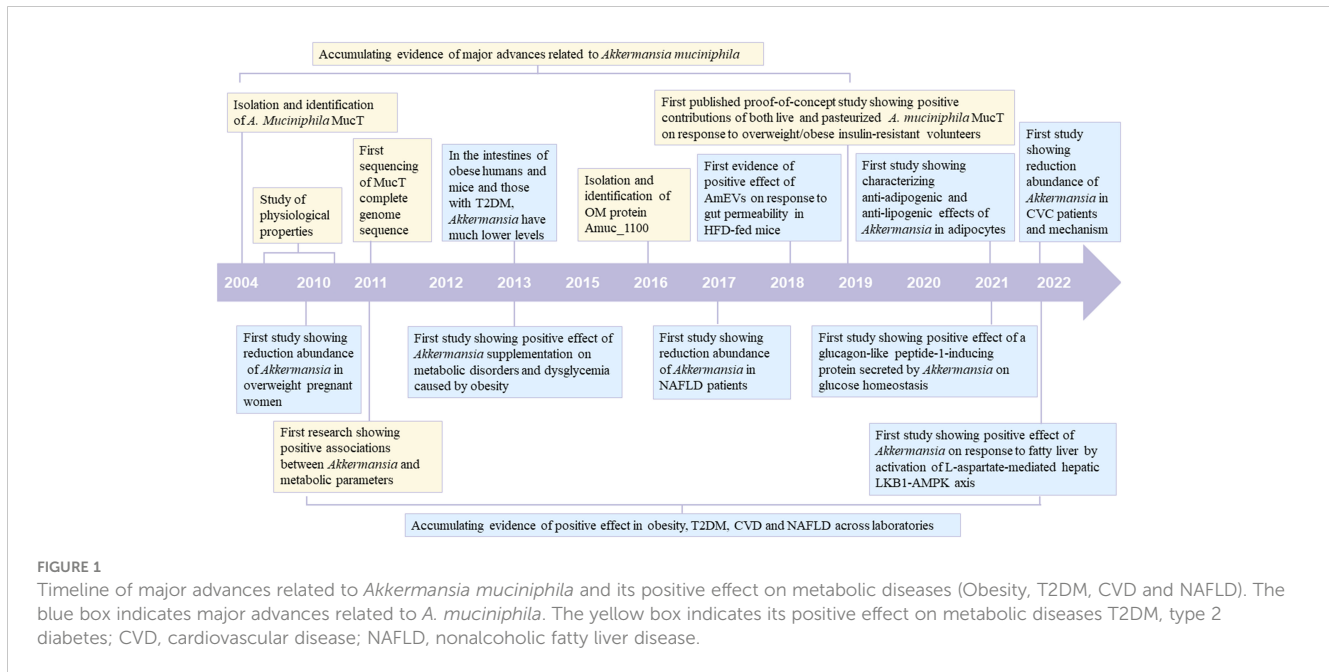 Accumulating evidence of major advances related to Akkermansia muciniphila
Isolation and identification
of A. Muciniphila MucT
First published proof-of-concept study showing positive
contributions of both live and pasteurized A. muciniphila MucT
on response to overweight/obese insulin-resistant volunteers
Study of
physiological
properties
First
sequencing
of MucT
complete
genome
sequence
In the intestines of
obese humans and
mice and those
with T2DM,
Akkermansia have
much lower levels
Isolation and
identification of
OM protein
Amuc_1100
First evidence of
positive effect of
AmEVs on response to
gut permeability in
HFD-fed mice
First study showing
characterizing
anti-adipogenic and
anti-lipogenic effects of
Akkermansia in adipocytes
First study
showing
reduction
abundance of
Akkermansia in
CVC patients
and mechanism
2004 2010 2011 2012 2013 2015 2016 2017 2018 2019 2020 2021 2022
First study showing
reduction abundance
of Akkermansia in
overweight pregnant
women
First research showing
positive associations
between Akkermansia and
metabolic parameters
First study showing positive effect of
Akkermansia supplementation on
metabolic disorders and dysglycemia
caused by obesity
First study showing
reduction abundance
of Akkermansia in
NAFLD patients
First study showing positive effect of a
glucagon-like peptide-1-inducing
protein secreted by Akkermansia on
glucose homeostasis
First study showing positive effect of
Akkermansia on response to fatty liver by
activation of L-aspartate-mediated hepatic
LKB1-AMPK axis
Accumulating evidence of positive effect in obesity, T2DM, CVD and NAFLD across laboratories
FIGURE 1
Timeline of major advances related to Akkermansia muciniphila and its positive effect on metabolic diseases (Obesity, T2DM, CVD and NAFLD). The
blue box indicates major advances related to A. muciniphila. The yellow box indicates its positive effect on metabolic diseases T2DM, type 2
diabetes; CVD, cardiovascular disease; NAFLD, nonalcoholic fatty liver disease.